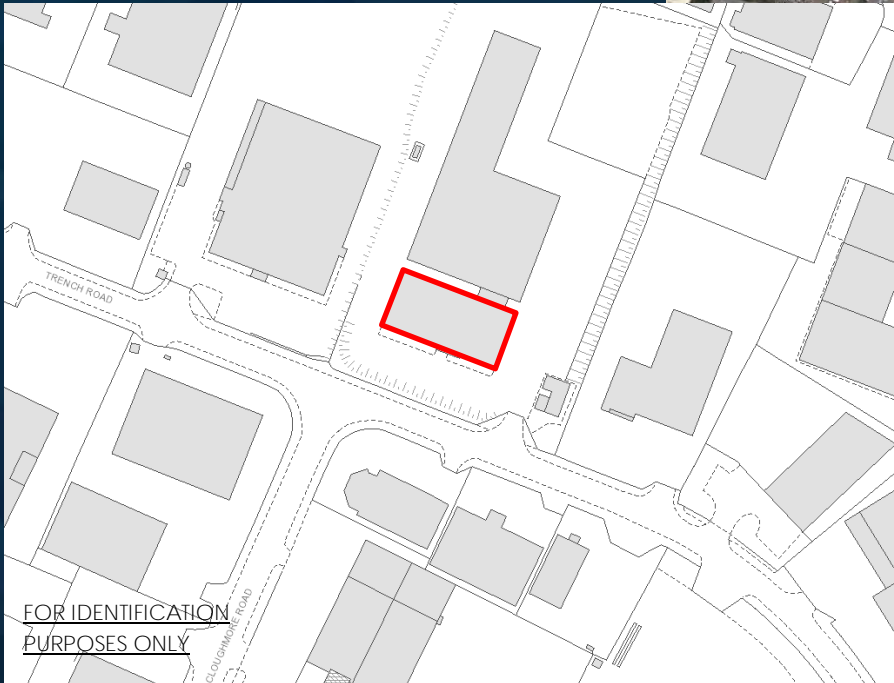 TRENCH ROAD
FOR IDENTIFICATION
PURPOSES ONLY
CLOUGHMORE ROAD